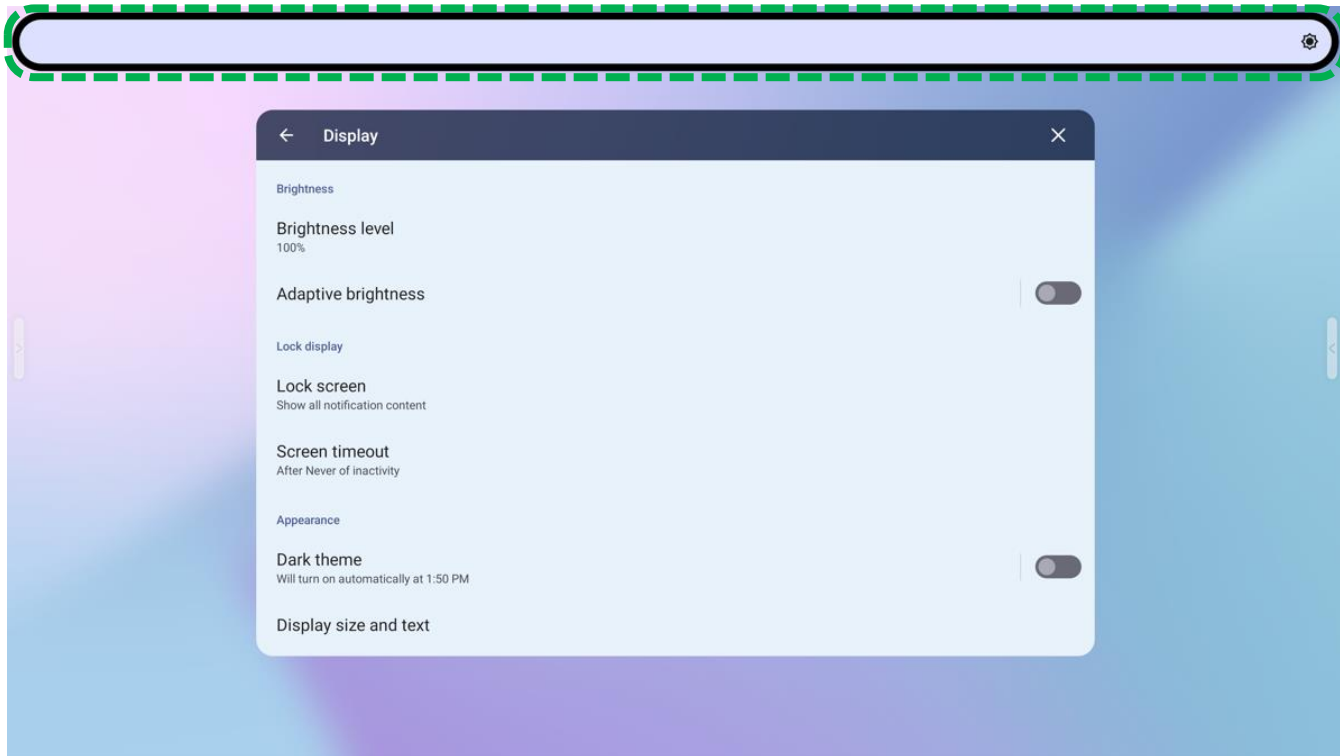 Display
Brightness
Brightness level
100%
Adaptive brightness
Lock display
Lock screen
Show all notification content
Screen timeout
After Never of inactivity
Appearance
Dark theme
Will turn on automatically at 1:50 PM
Display size and text